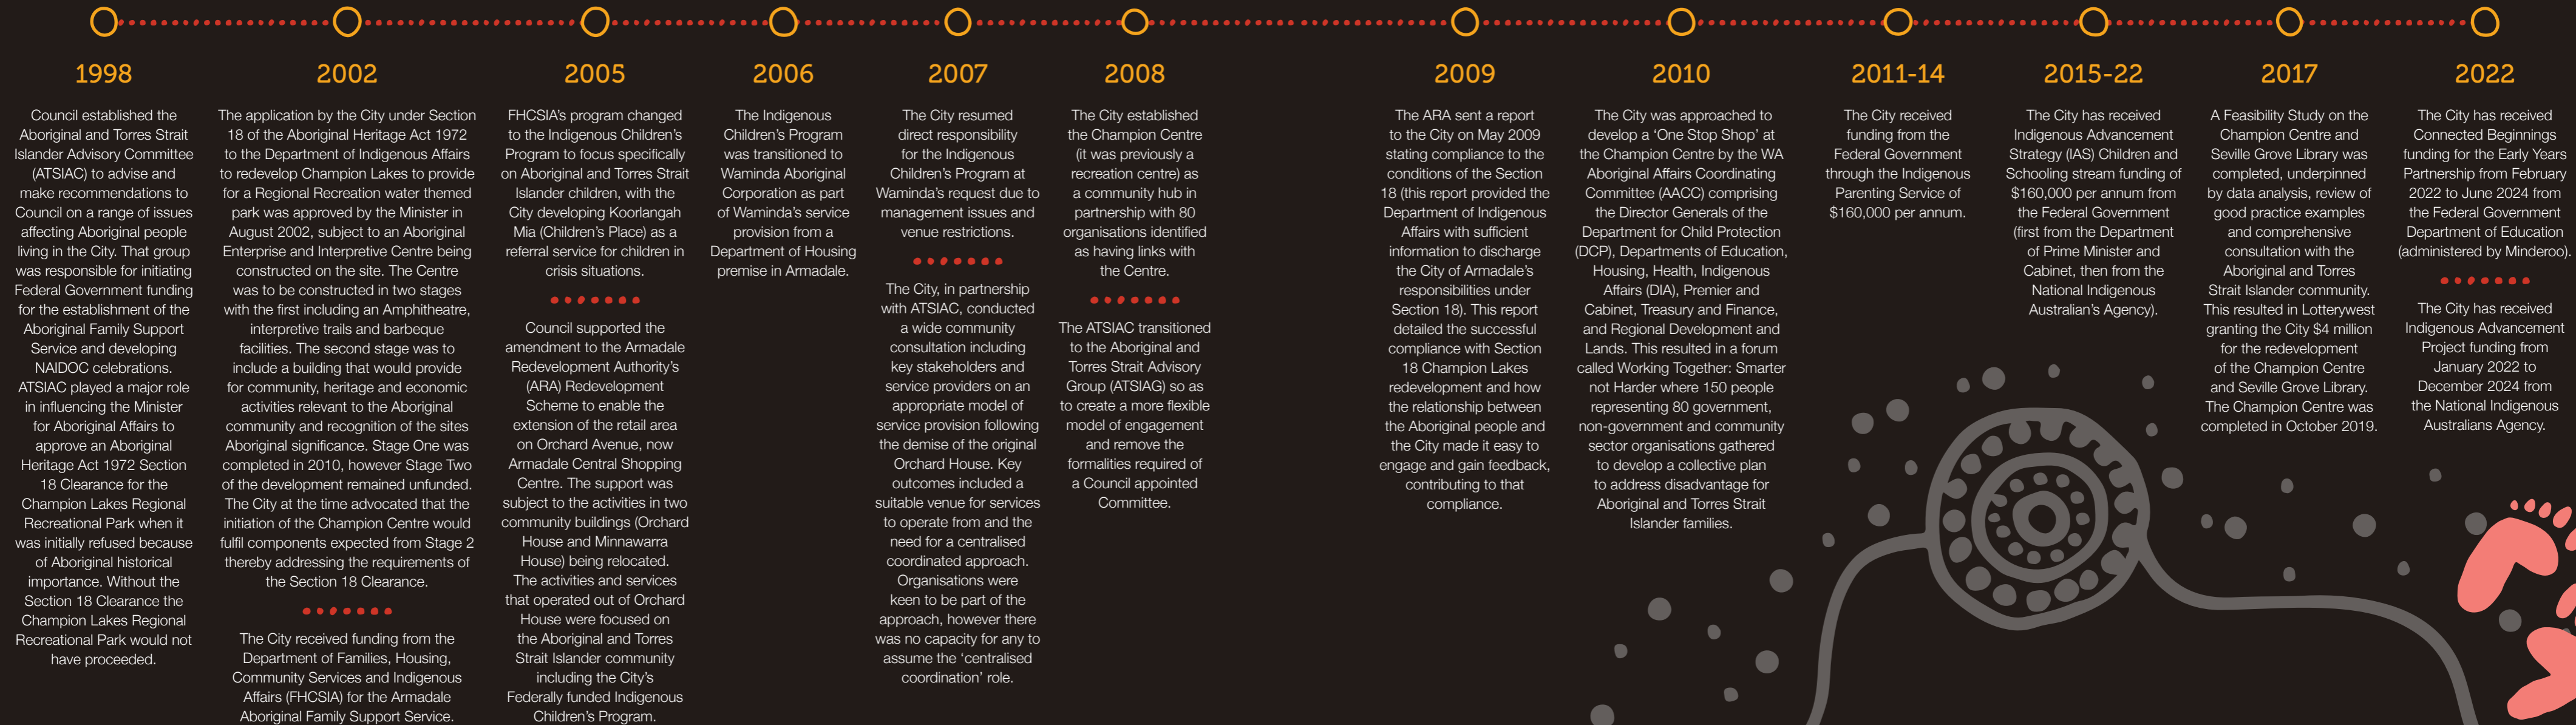 1998
Council established the
Aboriginal and Torres Strait
Islander Advisory Committee
(ATSIAC) to advise and
make recommendations to
Council on a range of issues
affecting Aboriginal people
living in the City. That group
was responsible for initiating
Federal Government funding
for the establishment of the
Aboriginal Family Support
Service and developing
NAIDOC celebrations.
ATSIAC played a major role
in influencing the Minister
for Aboriginal Affairs to
approve an Aboriginal
Heritage Act 1972 Section
18 Clearance for the
Champion Lakes Regional
Recreational Park when it
was initially refused because
of Aboriginal historical
importance. Without the
Section 18 Clearance the
Champion Lakes Regional
Recreational Park would not
have proceeded.
2002
The application by the City under Section
18 of the Aboriginal Heritage Act 1972
to the Department of Indigenous Affairs
to redevelop Champion Lakes to provide
for a Regional Recreation water themed
park was approved by the Minister in
August 2002, subject to an Aboriginal
Enterprise and Interpretive Centre being
constructed on the site. The Centre
was to be constructed in two stages
with the first including an Amphitheatre,
interpretive trails and barbeque
facilities. The second stage was to
include a building that would provide
for community, heritage and economic
activities relevant to the Aboriginal
community and recognition of the sites
Aboriginal significance. Stage One was
completed in 2010, however Stage Two
of the development remained unfunded.
The City at the time advocated that the
initiation of the Champion Centre would
fulfil components expected from Stage 2
thereby addressing the requirements of
the Section 18 Clearance.
The City received funding from the
Department of Families, Housing,
Community Services and Indigenous
Affairs (FHCSIA) for the Armadale
Aboriginal Family Support Service.
2005
FHCSIA's program changed
to the Indigenous Children's
Program to focus specifically
on Aboriginal and Torres Strait
Islander children, with the
City developing Koorlangah
Mia (Children's Place) as a
referral service for children in
crisis situations.
Council supported the
amendment to the Armadale
Redevelopment Authority's
(ARA) Redevelopment
Scheme to enable the
extension of the retail area
on Orchard Avenue, now
Armadale Central Shopping
Centre. The support was
subject to the activities in two
community buildings (Orchard
House and Minnawarra
House) being relocated.
The activities and services
that operated out of Orchard
House were focused on
the Aboriginal and Torres
Strait Islander community
including the City's
Federally funded Indigenous
Children's Program.
2006
The Indigenous
Children's Program
was transitioned to
Waminda Aboriginal
Corporation as part
of Waminda's service
provision from a
Department of Housing
premise in Armadale.
2007
The City resumed
direct responsibility
for the Indigenous
Children's Program at
Waminda's request due to
management issues and
venue restrictions.
The City, in partnership
with ATSIAC, conducted
a wide community
consultation including
key stakeholders and
service providers on an
appropriate model of
service provision following
the demise of the original
Orchard House. Key
outcomes included a
suitable venue for services
to operate from and the
need for a centralised
coordinated approach.
Organisations were
keen to be part of the
approach, however there
was no capacity for any to
assume the 'centralised
coordination' role.
2008
The City established
the Champion Centre
(it was previously a
recreation centre) as
a community hub in
partnership with 80
organisations identified
as having links with
the Centre.
The ATSIAC transitioned
to the Aboriginal and
Torres Strait Advisory
Group (ATSIAG) so as
to create a more flexible
model of engagement
and remove the
formalities required of
a Council appointed
Committee.
2009
The ARA sent a report
to the City on May 2009
stating compliance to the
conditions of the Section
18 (this report provided the
Department of Indigenous
Affairs with sufficient
information to discharge
the City of Armadale's
responsibilities under
Section 18). This report
detailed the successful
compliance with Section
18 Champion Lakes
redevelopment and how
the relationship between
the Aboriginal people and
the City made it easy to
engage and gain feedback,
contributing to that
compliance.
2010
The City was approached to
develop a 'One Stop Shop' at
the Champion Centre by the WA
Aboriginal Affairs Coordinating
Committee (AACC) comprising
the Director Generals of the
Department for Child Protection
(DCP), Departments of Education,
Housing, Health, Indigenous
Affairs (DIA), Premier and
Cabinet, Treasury and Finance,
and Regional Development and
Lands. This resulted in a forum
called Working Together: Smarter
not Harder where 150 people
representing 80 government,
non-government and community
sector organisations gathered
to develop a collective plan
to address disadvantage for
Aboriginal and Torres Strait
Islander families.
2011-14
The City received
funding from the
Federal Government
through the Indigenous
Parenting Service of
$160,000 per annum.
2015-22
The City has received
Indigenous Advancement
Strategy (IAS) Children and
Schooling stream funding of
$160,000 per annum from
the Federal Government
(first from the Department
of Prime Minister and
Cabinet, then from the
National Indigenous
Australian's Agency).
2017
A Feasibility Study on the
Champion Centre and
Seville Grove Library was
completed, underpinned
by data analysis, review of
good practice examples
and comprehensive
consultation with the
Aboriginal and Torres
Strait Islander community.
This resulted in Lotterywest
granting the City $4 million
for the redevelopment
of the Champion Centre
and Seville Grove Library.
The Champion Centre was
completed in October 2019.
2022
The City has received
Connected Beginnings
funding for the Early Years
Partnership from February
2022 to June 2024 from
the Federal Government
Department of Education
(administered by Minderoo).
The City has received
Indigenous Advancement
Project funding from
January 2022 to
December 2024 from
the National Indigenous
Australians Agency.